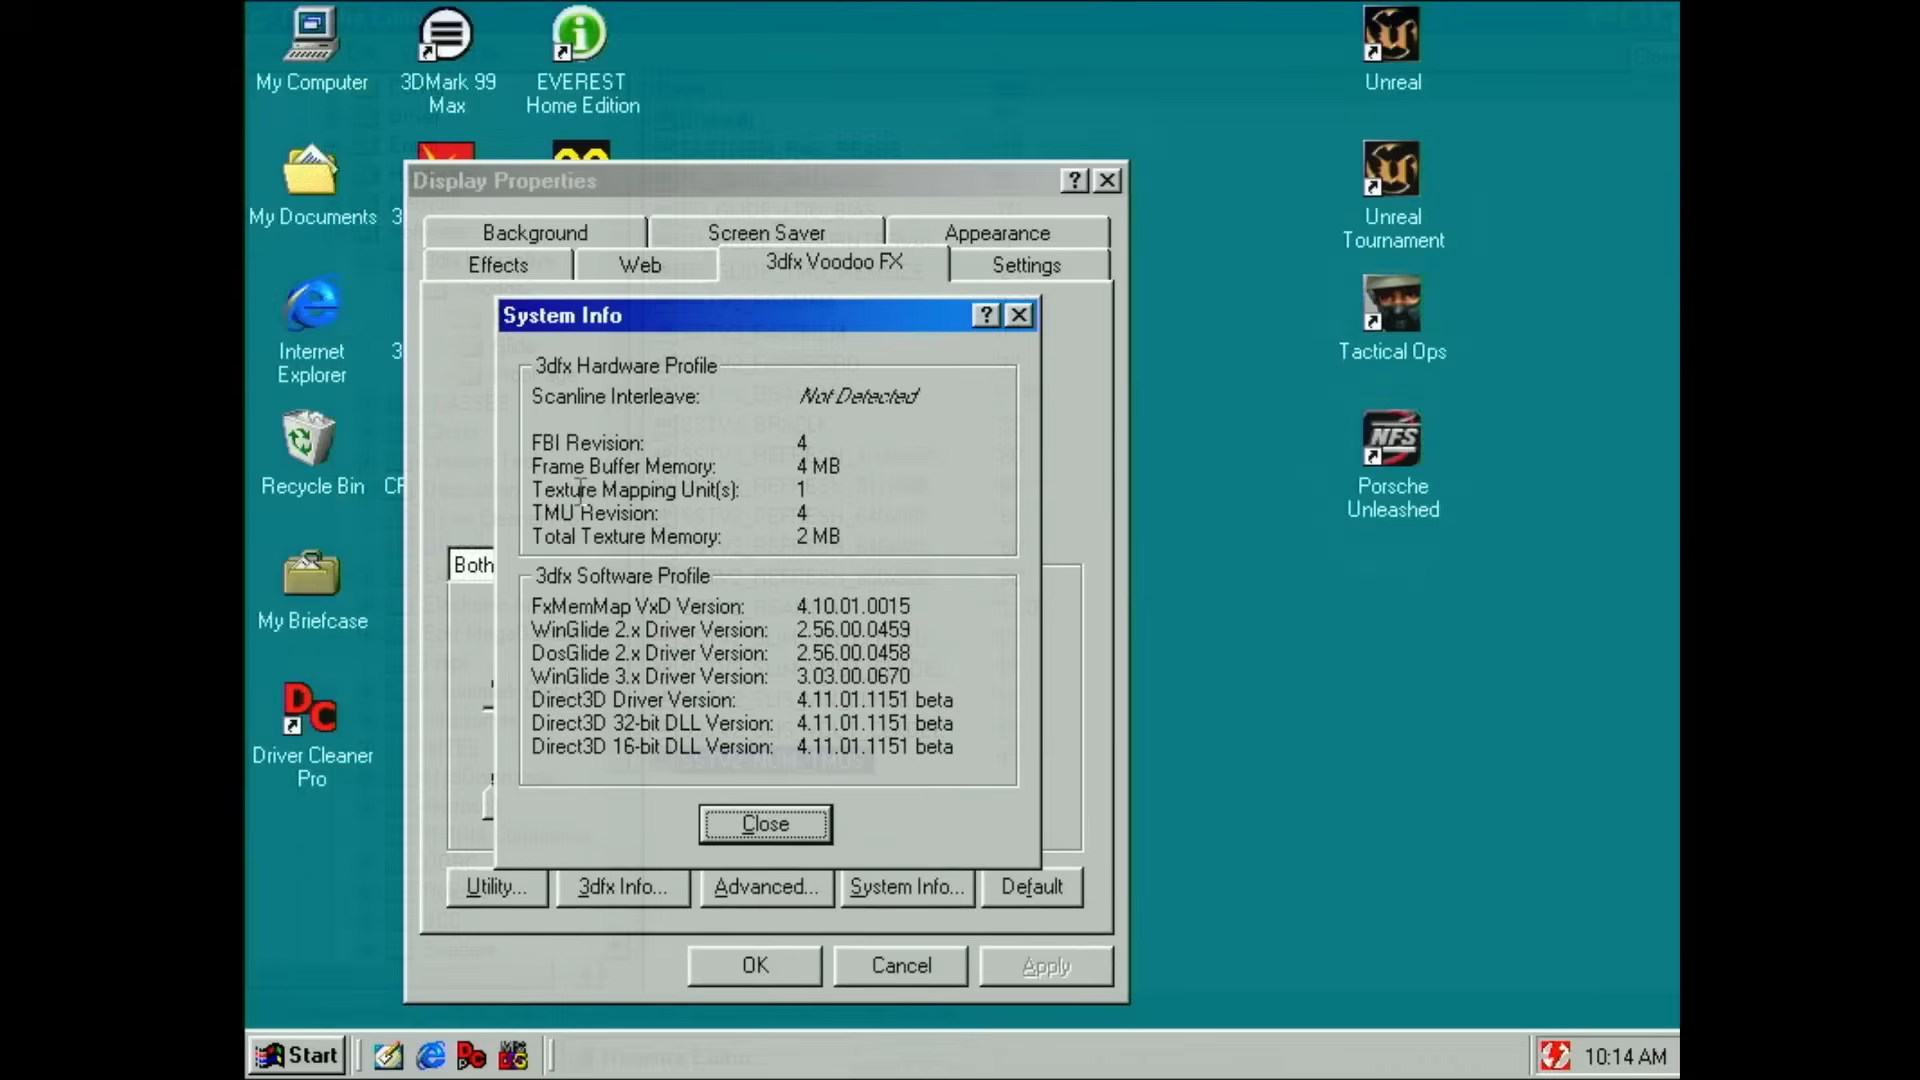 My Computer
3DMark 99
Max
EVEREST
Home Edition
Unreal
My Documents
3
Unreal
Tournament
Internet
Explorer
3
Tactical Ops
Recycle Bin
CF
NFS
Porsche
Unleashed
My Briefcase
Driver Cleaner
Pro
Display Properties
Background
Screen Saver
Appearance
Effects
Web
3dfx Voodoo FX
Settings
Both
System Info
3dfx Hardware Profile
Scanline Interleave: Not Detected
FBI Revision: 4
Frame Buffer Memory: 4 MB
Texture Mapping Unit(s): 1
TMU Revision: 4
Total Texture Memory: 2 MB
3dfx Software Profile
FxMemMap VxD Version: 4.10.01.0015
WinGlide 2.x Driver Version: 2.56.00.0459
DosGlide 2.x Driver Version: 2.56.00.0458
WinGlide 3.x Driver Version: 3.03.00.0670
Direct3D Driver Version: 4.11.01.1151 beta
Direct3D 32-bit DLL Version: 4.11.01.1151 beta
Direct3D 16-bit DLL Version: 4.11.01.1151 beta
SSTV2_NUM_TMUS
Close
Utility...
3dfx Info...
Advanced...
System Info...
Default
OK
Cancel
Apply
Start
10:14 AM